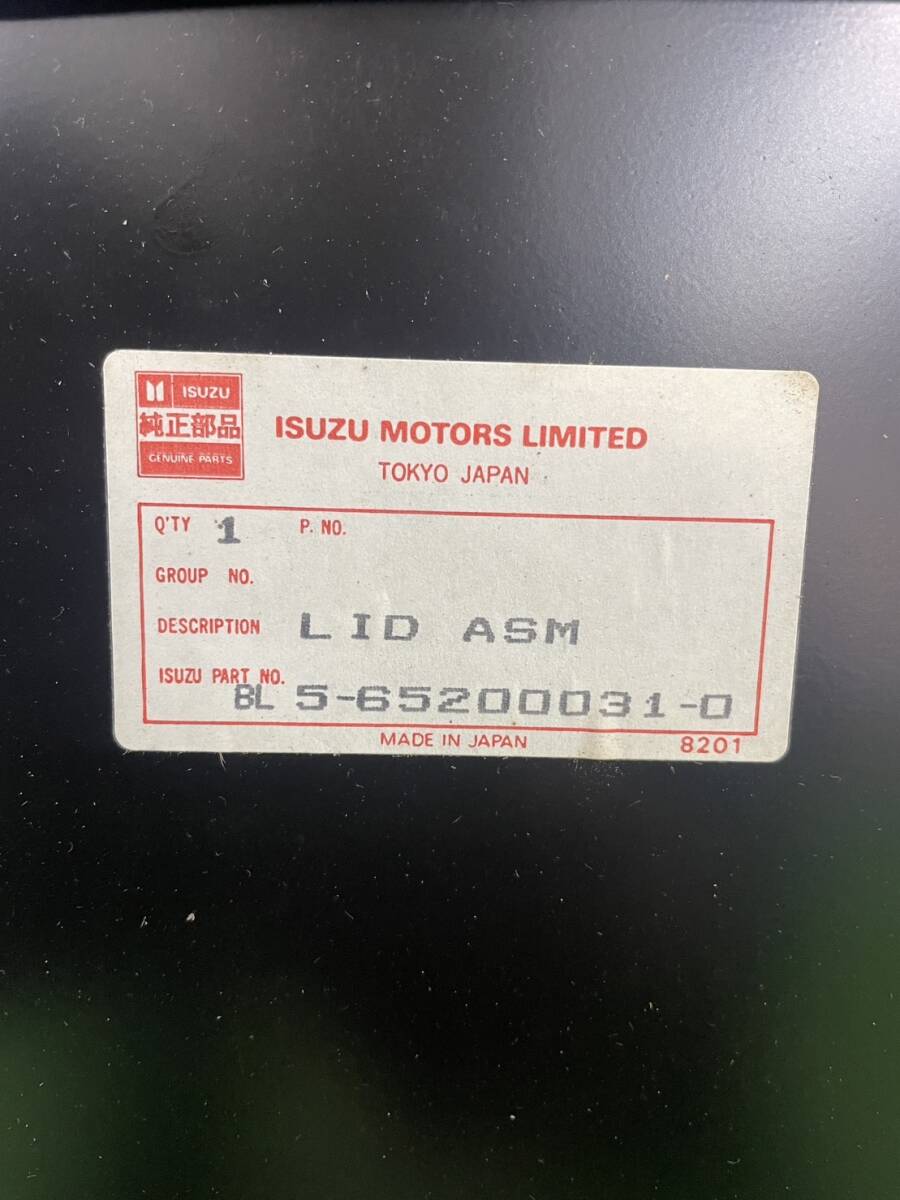 ISUZU
純正部品
GENUINE PARTS
ISUZU MOTORS LIMITED
TOKYO JAPAN
Q'TY 1 P. NO.
GROUP NO.
DESCRIPTION LID ASM
ISUZU PART NO. BL 5-65200031-0
MADE IN JAPAN 8201